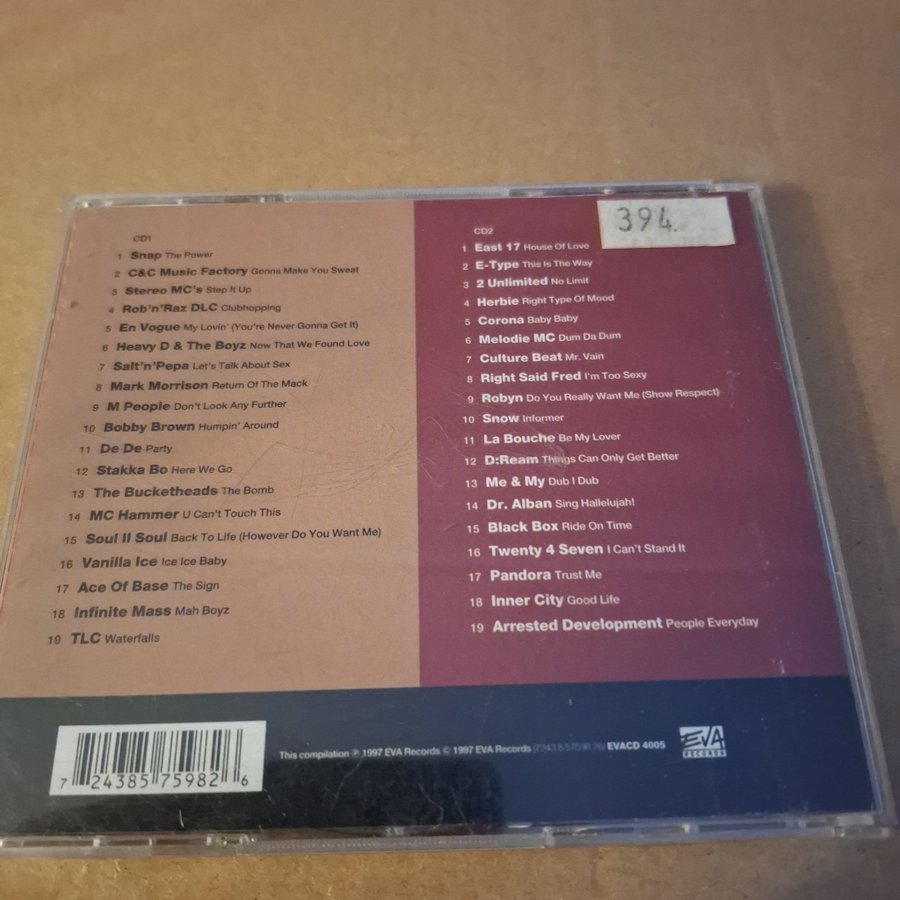 CD1
1 Snap The Power
2 C&C Music Factory Gonna Make You Sweat
3 Stereo MC's Step It Up
4 Rob'n'Raz DLC Clubhopping
5 En Vogue My Lovin' (You're Never Gonna Get It)
6 Heavy D & The Boyz Now That We Found Love
7 Salt'n'Pepa Let's Talk About Sex
8 Mark Morrison Return Of The Mack
9 M People Don't Look Any Further
10 Bobby Brown Humpin' Around
11 De De Party
12 Stakka Bo Here We Go
13 The Bucketheads The Bomb
14 MC Hammer U Can't Touch This
15 Soul II Soul Back To Life (However Do You Want Me)
16 Vanilla Ice Ice Ice Baby
17 Ace Of Base The Sign
18 Infinite Mass Mah Boyz
19 TLC Waterfalls
394.
CD2
1 East 17 House Of Love
2 E-Type This Is The Way
3 2 Unlimited No Limit
4 Herbie Right Type Of Mood
5 Corona Baby Baby
6 Melodie MC Dum Da Dum
7 Culture Beat Mr. Vain
8 Right Said Fred I'm Too Sexy
9 Robyn Do You Really Want Me (Show Respect)
10 Snow Informer
11 La Bouche Be My Lover
12 D:Ream Things Can Only Get Better
13 Me & My Dub I Dub
14 Dr. Alban Sing Hallelujah!
15 Black Box Ride On Time
16 Twenty 4 Seven I Can't Stand It
17 Pandora Trust Me
18 Inner City Good Life
19 Arrested Development People Everyday
7 24385 75982 6
This compilation ℗ 1997 EVA Records © 1997 EVA Records EVACD 4005
EVA
RECORDS